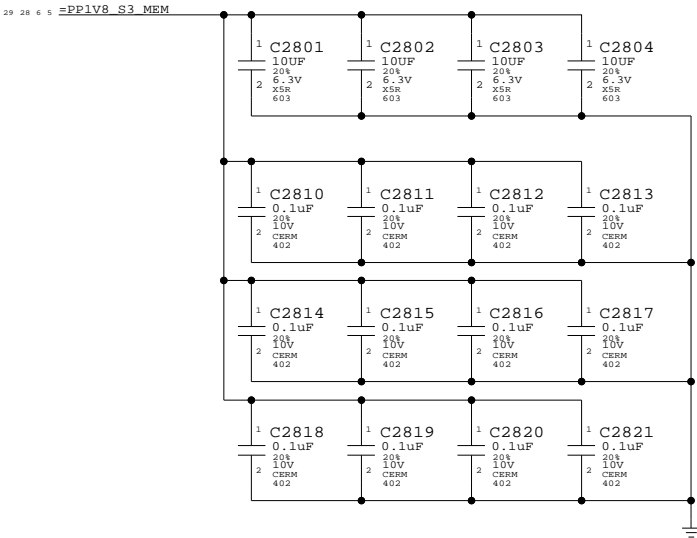 29 28 6 5 =PP1V8_S3_MEM
1 C2801 1 C2802 1 C2803 1 C2804
10UF 10UF 10UF 10UF
20% 20% 20% 20%
2 6.3V 2 6.3V 2 6.3V 2 6.3V
X5R X5R X5R X5R
603 603 603 603
1 C2810 1 C2811 1 C2812 1 C2813
0.1uF 0.1uF 0.1uF 0.1uF
20% 20% 20% 20%
2 10V 2 10V 2 10V 2 10V
CERM CERM CERM CERM
402 402 402 402
1 C2814 1 C2815 1 C2816 1 C2817
0.1uF 0.1uF 0.1uF 0.1uF
20% 20% 20% 20%
2 10V 2 10V 2 10V 2 10V
CERM CERM CERM CERM
402 402 402 402
1 C2818 1 C2819 1 C2820 1 C2821
0.1uF 0.1uF 0.1uF 0.1uF
20% 20% 20% 20%
2 10V 2 10V 2 10V 2 10V
CERM CERM CERM CERM
402 402 402 402